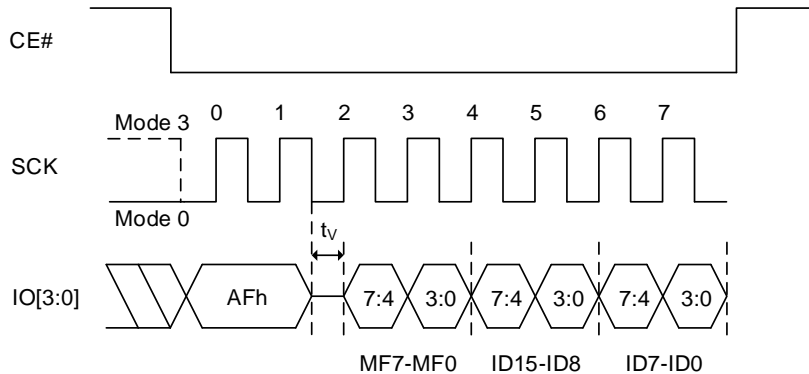 CE#
0 1 2 3 4 5 6 7
Mode 3
SCK
Mode 0
tV
IO[3:0] AFh 7:4 3:0 7:4 3:0 7:4 3:0
MF7-MF0 ID15-ID8 ID7-ID0